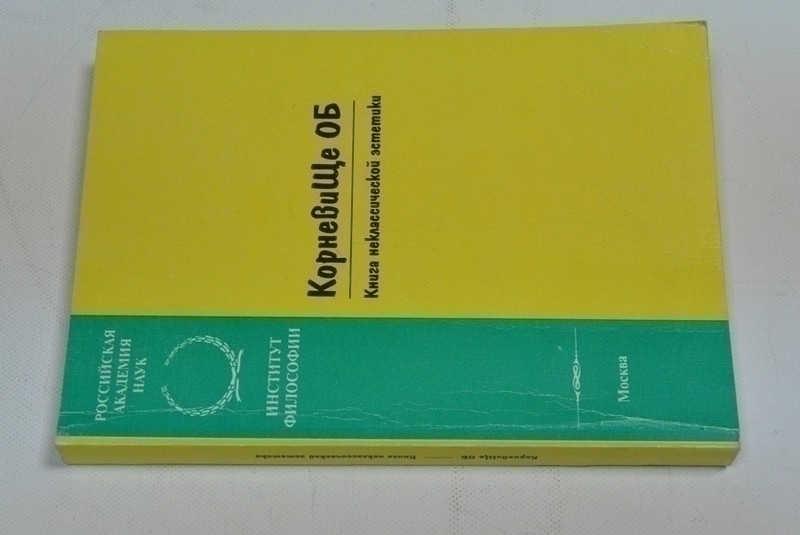 КорневиЩе ОБ
Книга неклассической эстетики
РОССИЙСКАЯ
АКАДЕМИЯ
НАУК
ИНСТИТУТ
ФИЛОСОФИИ
Москва
КорневиЩе ОБ
Книга неклассической эстетики